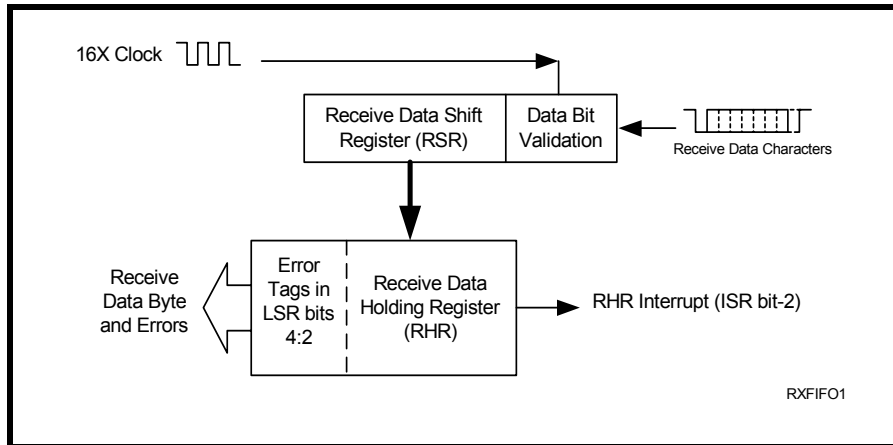 16X Clock
Receive Data Shift
Register (RSR)
Data Bit
Validation
Receive Data Characters
Receive
Data Byte
and Errors
Error
Tags in
LSR bits
4:2
Receive Data
Holding Register
(RHR)
RHR Interrupt (ISR bit-2)
RXFIFO1